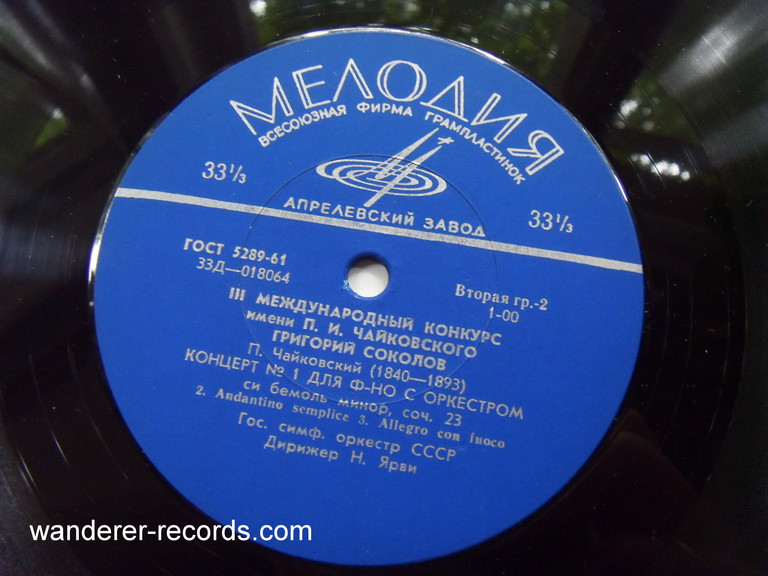 МЕЛОДИЯ
ВСЕСОЮЗНАЯ ФИРМА ГРАМПЛАСТИНОК
33⅓
33⅓
АПРЕЛЕВСКИЙ ЗАВОД
ГОСТ 5289-61
33Д—018064
Вторая гр.-2
1-00
III МЕЖДУНАРОДНЫЙ КОНКУРС
имени П. И. ЧАЙКОВСКОГО
ГРИГОРИЙ СОКОЛОВ
П. Чайковский (1840—1893)
КОНЦЕРТ № 1 ДЛЯ Ф-НО С ОРКЕСТРОМ
си бемоль минор, соч. 23
2. Andantino semplice 3. Allegro con fuoco
Гос. симф. оркестр СССР
Дирижер Н. Ярви
wanderer-records.com